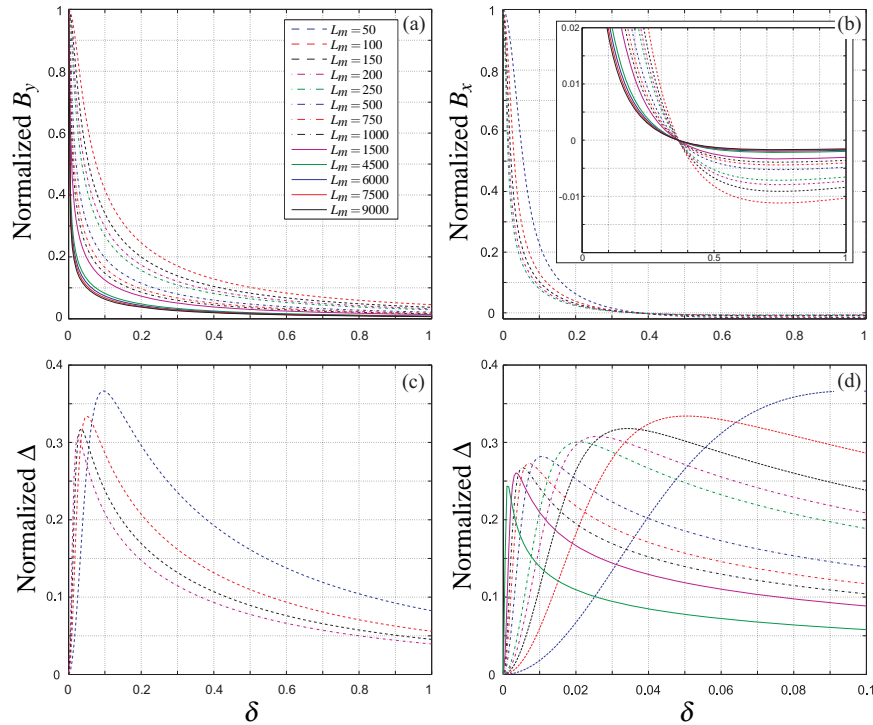 (a)
Normalized B_y
1
0.8
0.6
0.4
0.2
0
0
0.2
0.4
0.6
0.8
1
L_m = 50
L_m = 100
L_m = 150
L_m = 200
L_m = 250
L_m = 500
L_m = 750
L_m = 1000
L_m = 1500
L_m = 4500
L_m = 6000
L_m = 7500
L_m = 9000
(b)
Normalized B_x
1
0.8
0.6
0.4
0.2
0
0
0.2
0.4
0.6
0.8
1
0.02
0.02
0
0
-0.01
-0.01
0
0.5
1
(c)
Normalized Δ
0.4
0.3
0.2
0.1
0
0
0.2
0.4
0.6
0.8
1
δ
(d)
Normalized Δ
0.4
0.3
0.2
0.1
0
0
0.02
0.04
0.06
0.08
0.1
δ